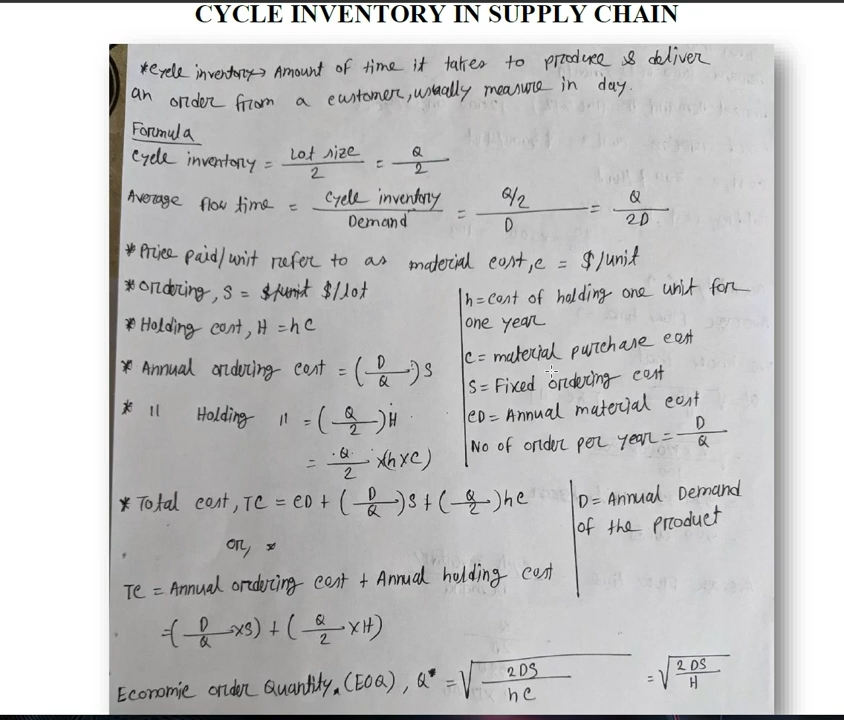 CYCLE INVENTORY IN SUPPLY CHAIN
*Cycle inventory→ Amount of time it takes to produce & deliver
an order from a customer, usually measure in day.
Formula
Cycle inventory = Lot size / 2 = Q / 2
Average flow time = Cycle inventory / Demand = Q/2 / D = Q / 2D
* Price paid/unit refer to as material cost, c = $/unit
* Ordering, S = $/unit $/lot
* Holding cost, H = hC
* Annual ordering cost = (D/Q)S
* " Holding " = (Q/2)H
= Q/2 x(hxC)
h = cost of holding one unit for
one year
C = material purchase cost
S = Fixed ordering cost
CD = Annual material cost
No of order per year = D/Q
* Total cost, TC = CD + (D/Q)S + (Q/2)hC
or, *
TC = Annual ordering cost + Annual holding cost
=(D/Q xS) + (Q/2 xH)
D = Annual Demand
of the product
Economic order Quantity. (EOQ), Q* = √2DS/hC = √2DS/H